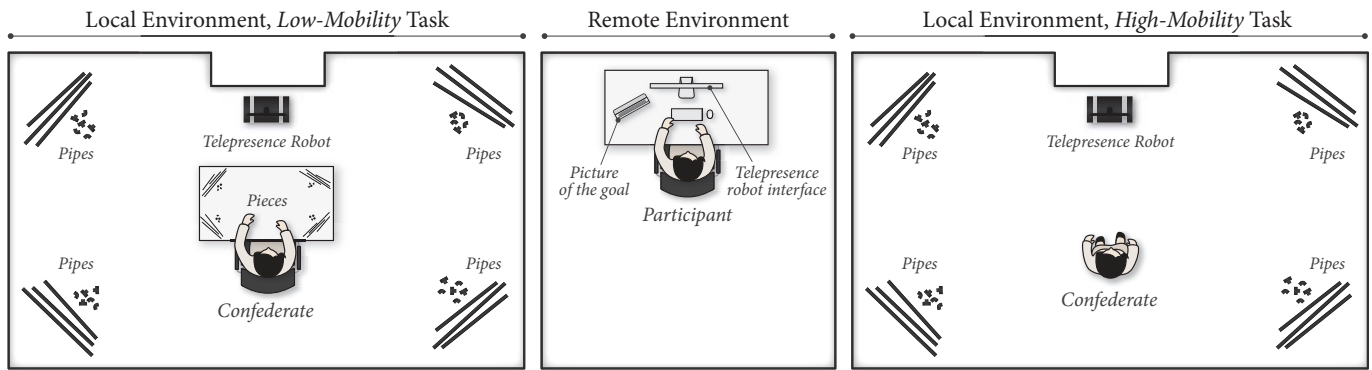 Local Environment, Low-Mobility Task
Pipes
Telepresence Robot
Pipes
Pieces
Pipes
Pipes
Confederate
Remote Environment
Picture
of the goal
Telepresence
robot interface
Participant
Local Environment, High-Mobility Task
Pipes
Telepresence Robot
Pipes
Pipes
Pipes
Confederate